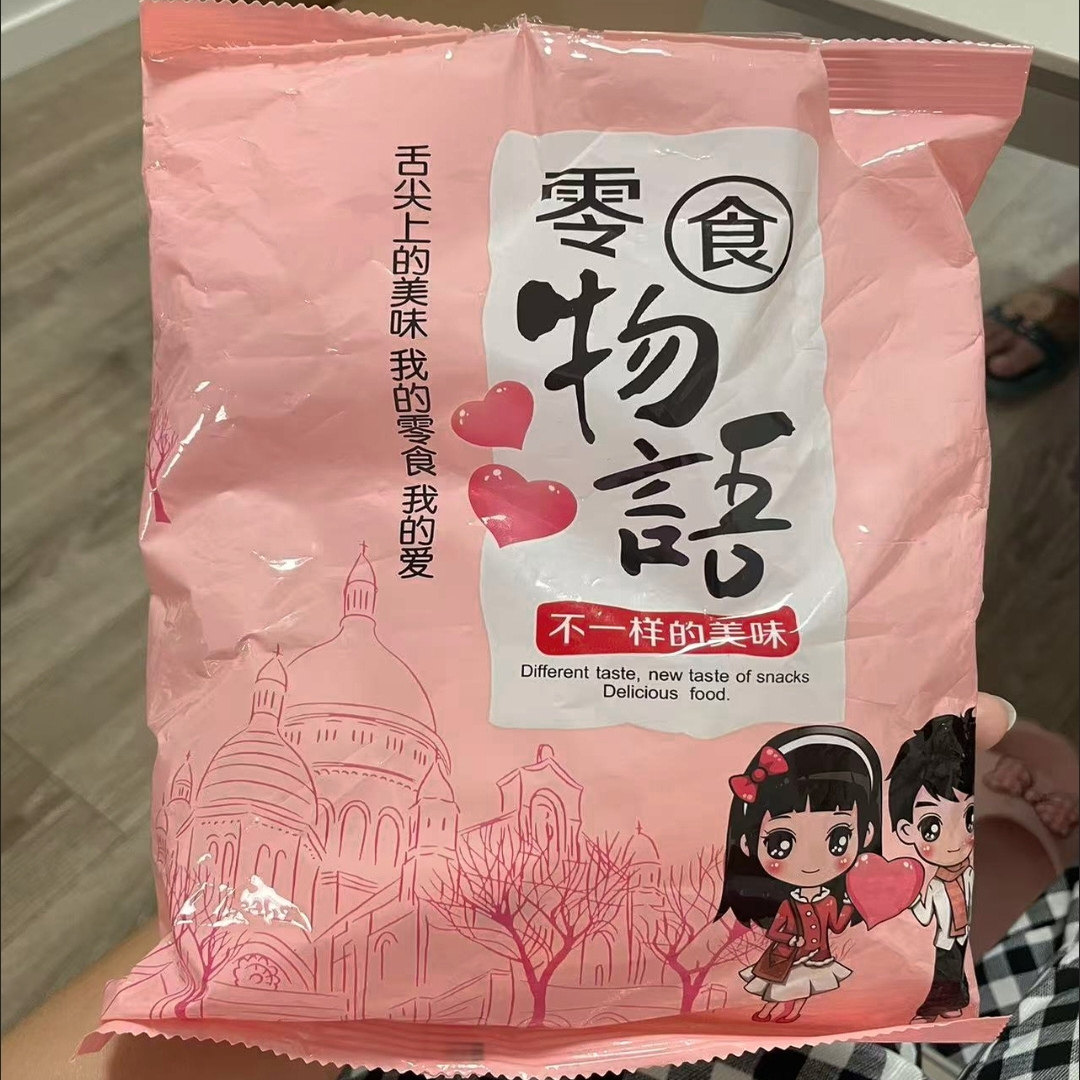 舌尖上的美味 我的零食 我的爱
零食
物語
不一样的美味
Different taste, new taste of snacks
Delicious food.